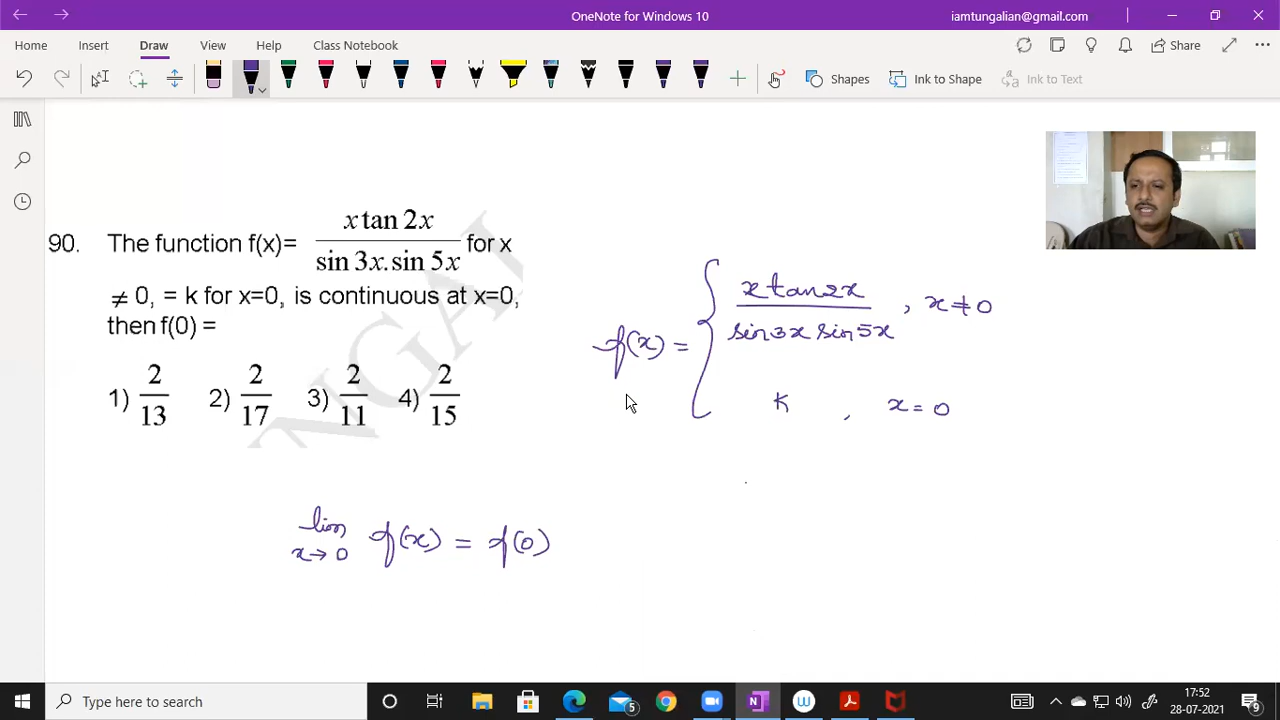 OneNote for Windows 10
iamtungalian@gmail.com
Home Insert Draw View Help Class Notebook
Share
Shapes Ink to Shape Ink to Text
90. The function f(x)= x tan 2x / sin 3x.sin 5x for x
≠ 0, = k for x=0, is continuous at x=0,
then f(0) =
1) 2/13 2) 2/17 3) 2/11 4) 2/15
NGAL
f(x) = { x tan2x / sin3x sin5x , x ≠ 0
k , x = 0
lim x→0 f(x) = f(0)
Type here to search
5
17:52
28-07-2021
9